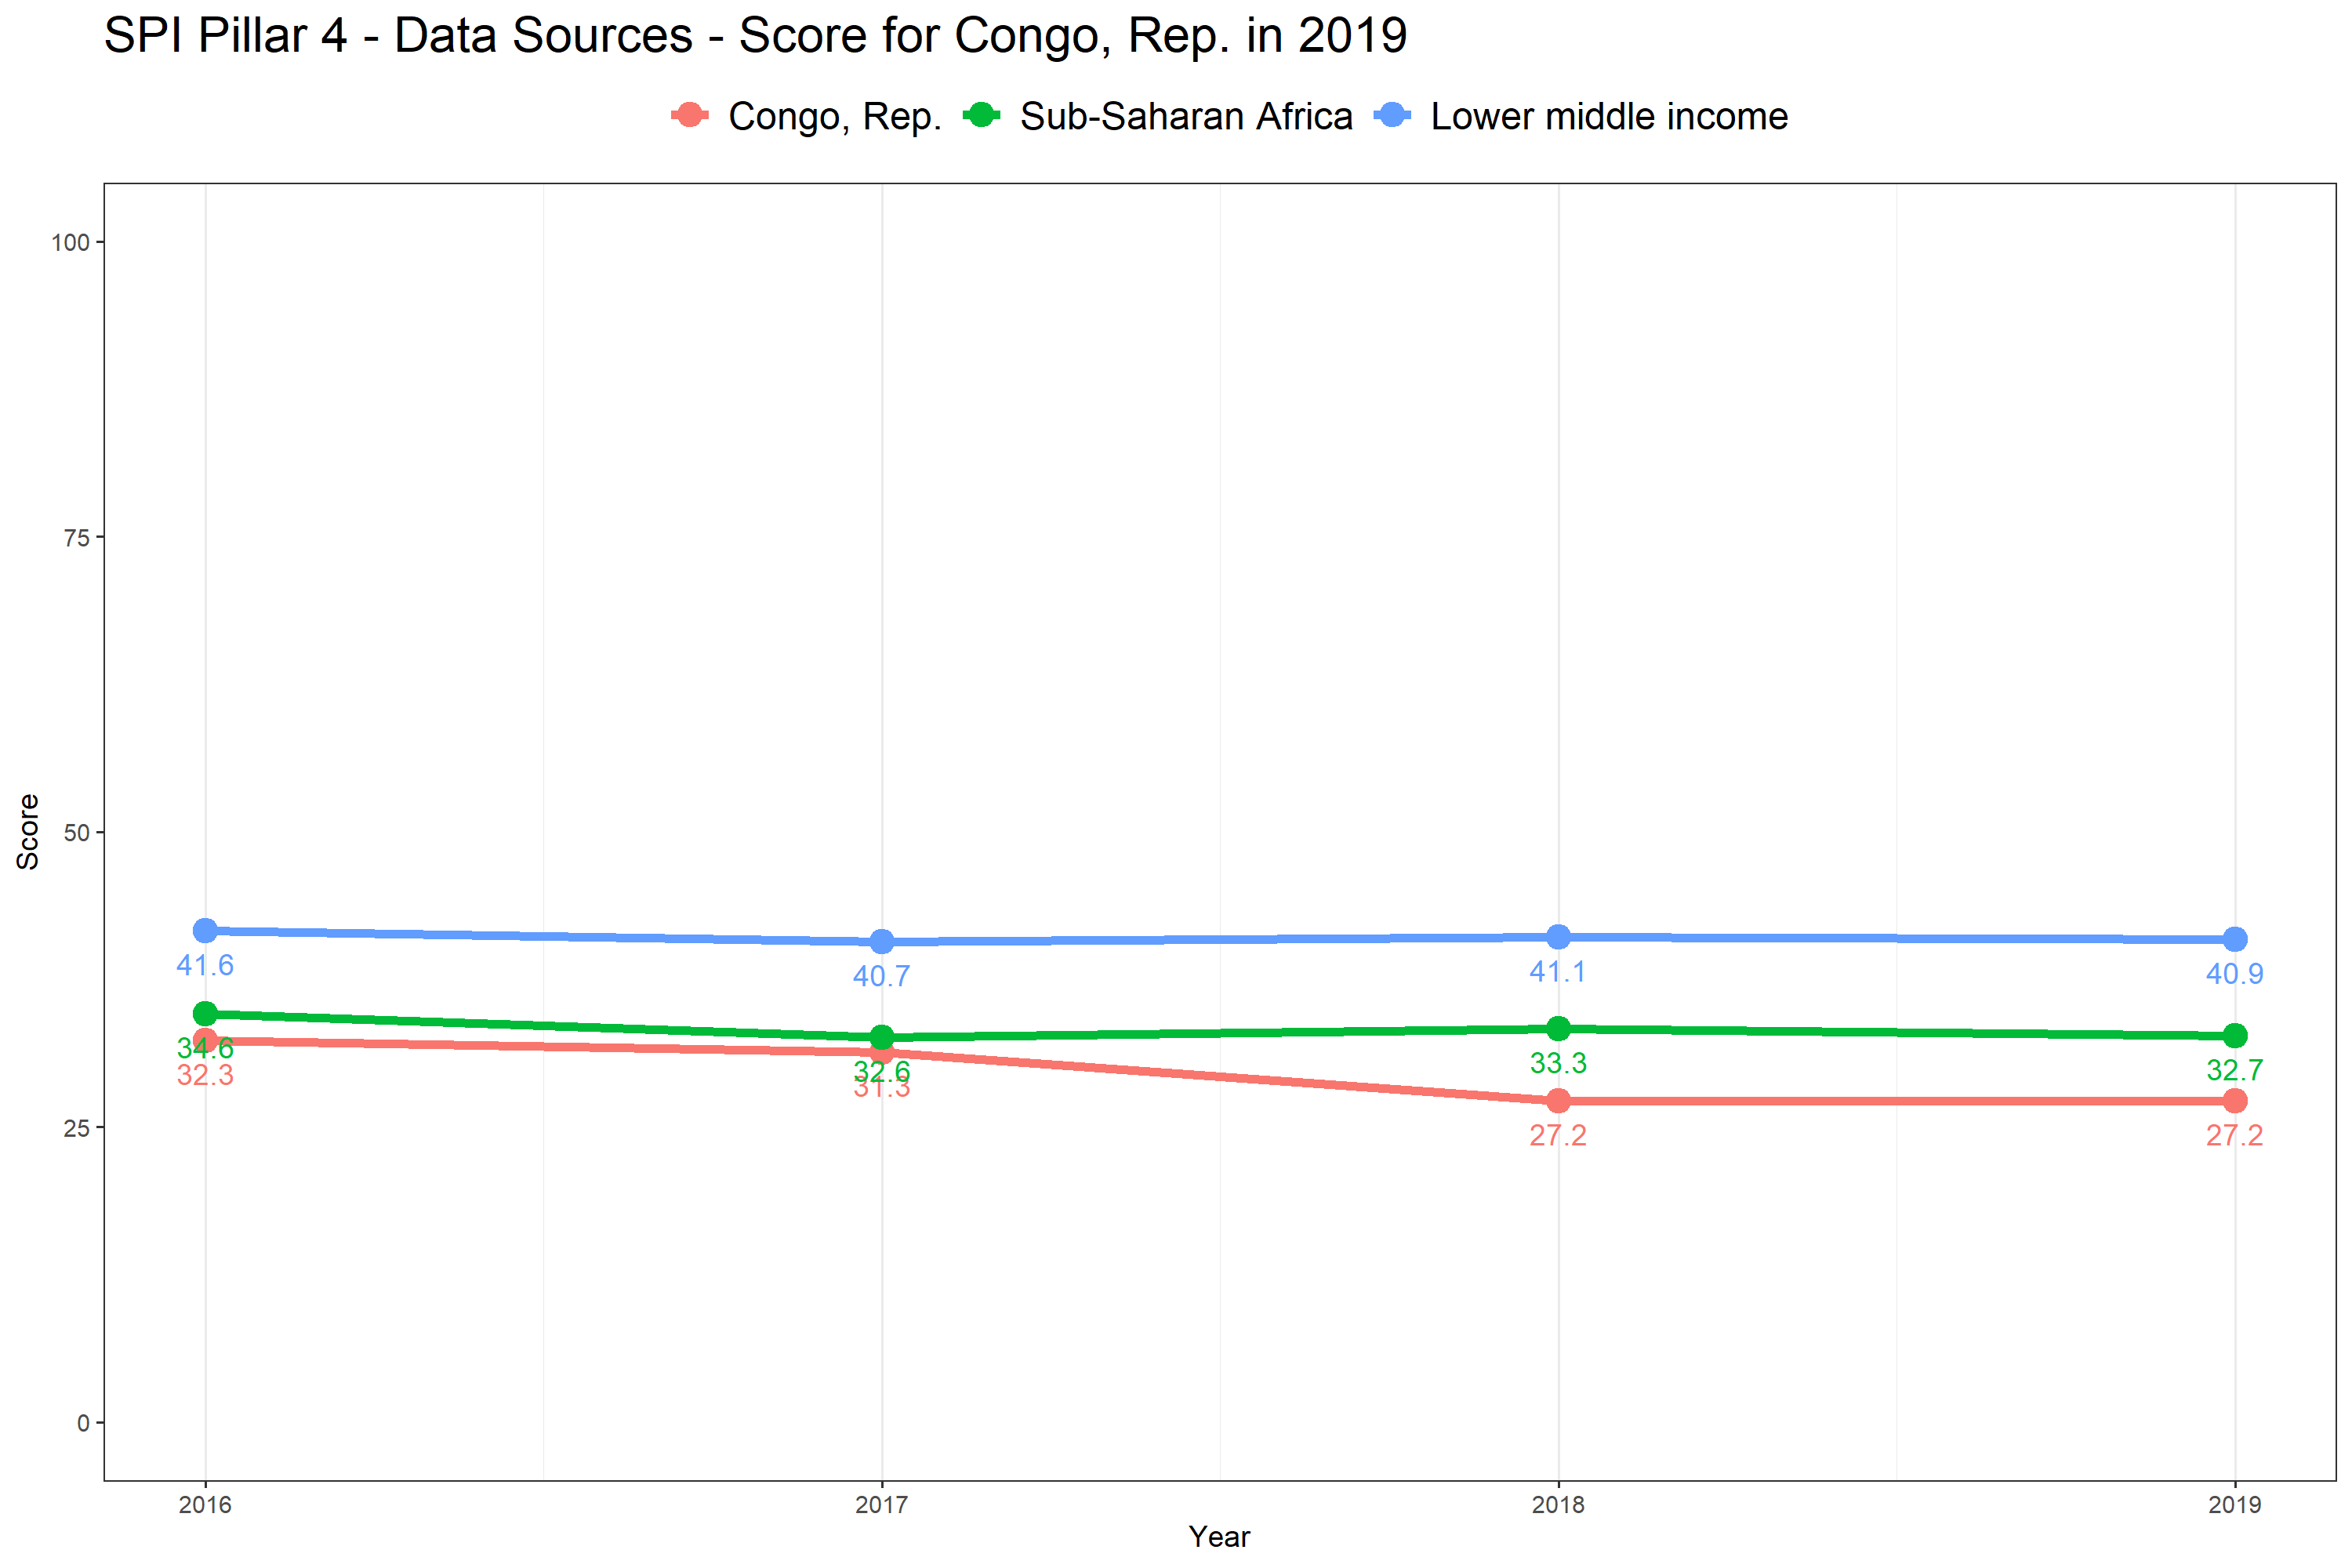 SPI Pillar 4 - Data Sources - Score for Congo, Rep. in 2019
Congo, Rep. Sub-Saharan Africa Lower middle income
100
75
50
25
0
Score
41.6 40.7 41.1 40.9
34.6 32.6 33.3 32.7
32.3 31.3 27.2 27.2
2016 2017 2018 2019
Year